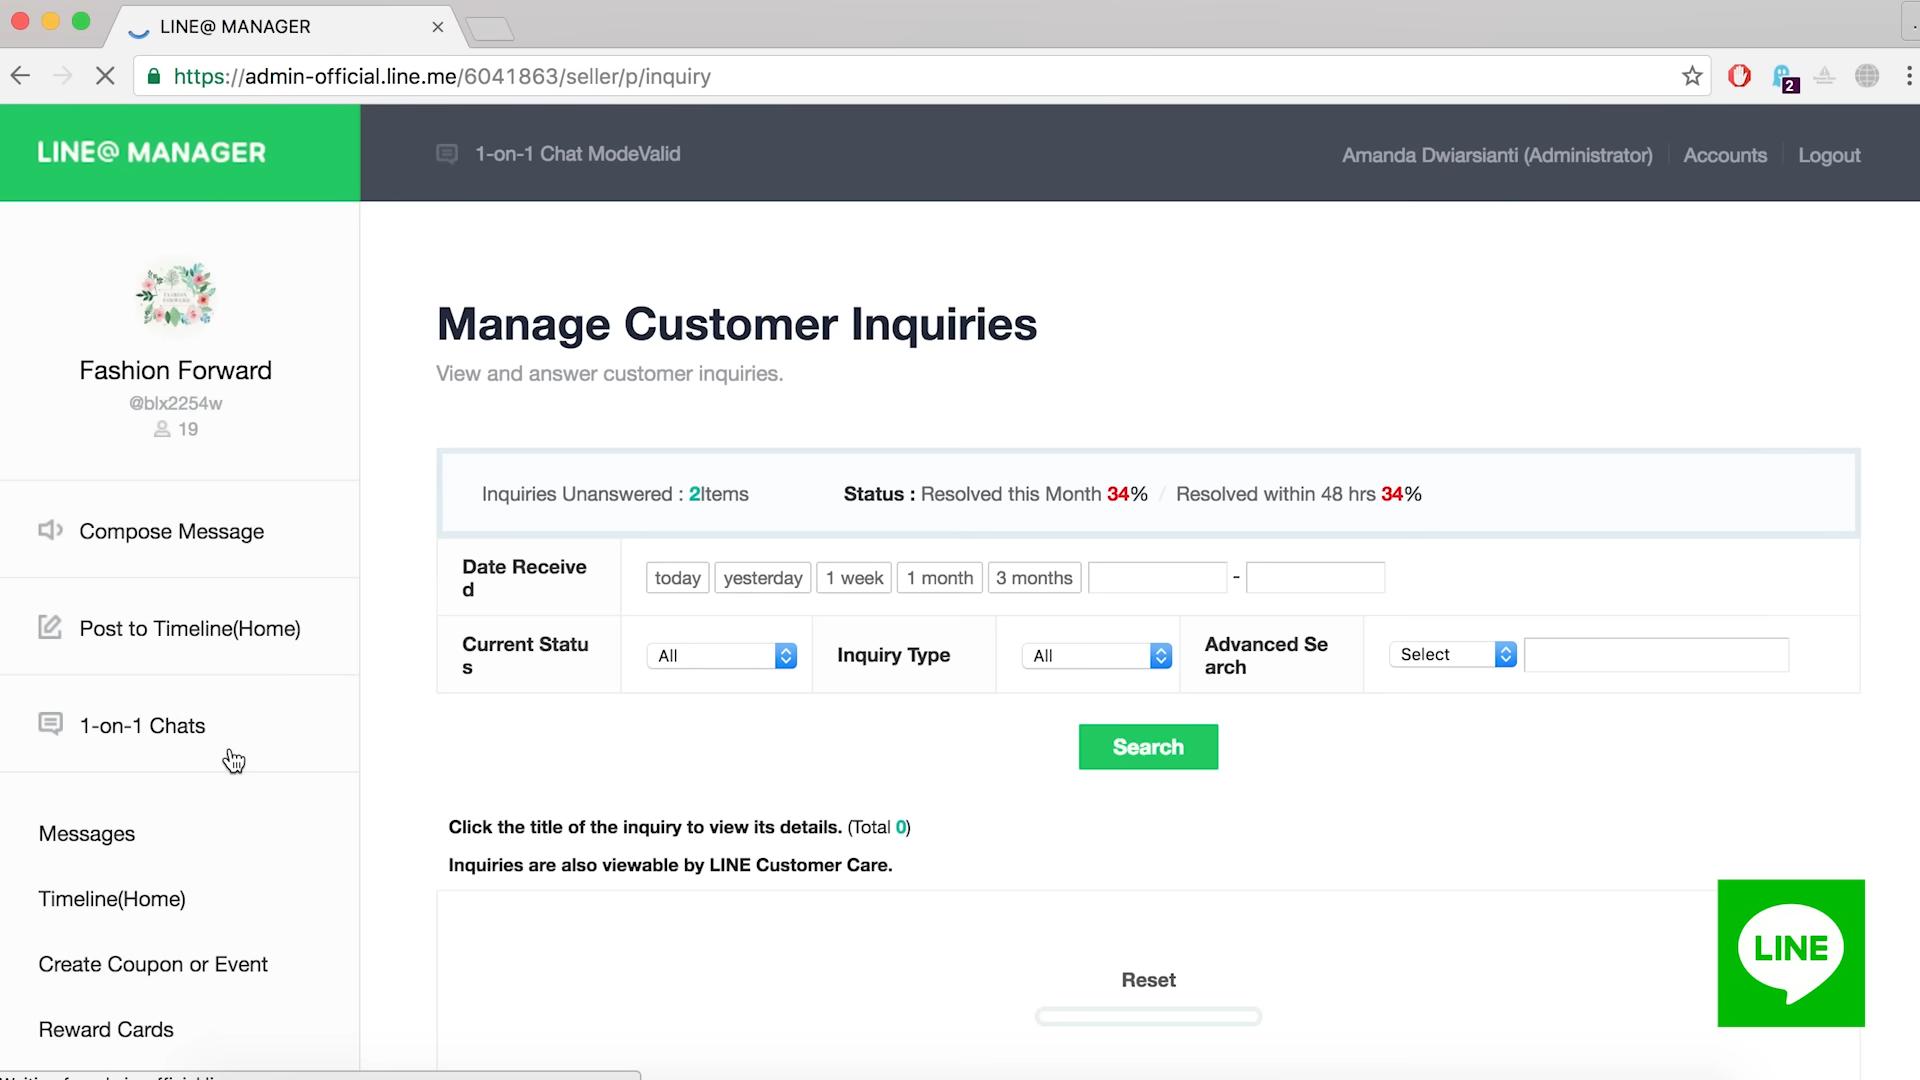 LINE@ MANAGER
https://admin-official.line.me/6041863/seller/p/inquiry
2
LINE@ MANAGER
1-on-1 Chat ModeValid
Amanda Dwiarsianti (Administrator)
Accounts
Logout
FASHION
FORWARD
Fashion Forward
@blx2254w
19
Compose Message
Post to Timeline(Home)
1-on-1 Chats
Messages
Timeline(Home)
Create Coupon or Event
Reward Cards
Manage Customer Inquiries
View and answer customer inquiries.
Inquiries Unanswered : 2Items
Status : Resolved this Month 34% / Resolved within 48 hrs 34%
Date Receive
d
today
yesterday
1 week
1 month
3 months
-
Current Statu
s
All
Inquiry Type
All
Advanced Se
arch
Select
Search
Click the title of the inquiry to view its details. (Total 0)
Inquiries are also viewable by LINE Customer Care.
Reset
LINE